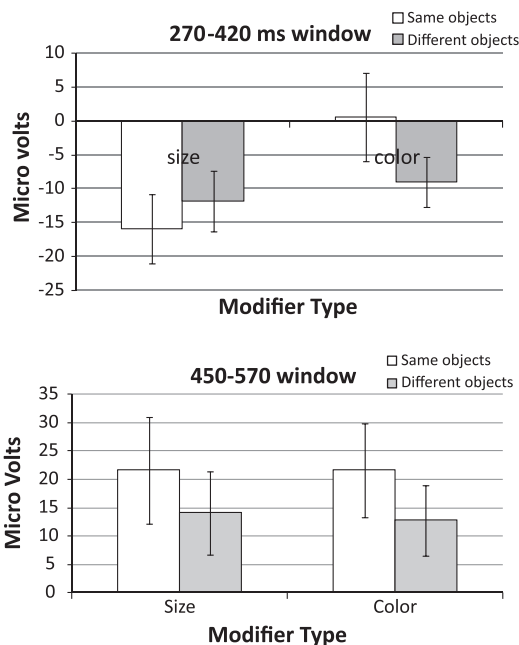 270-420 ms window
Same objects
Different objects
Micro volts
10
5
0
-5
-10
-15
-20
-25
size
color
Modifier Type
450-570 window
Same objects
Different objects
Micro Volts
35
30
25
20
15
10
5
0
Size
Color
Modifier Type